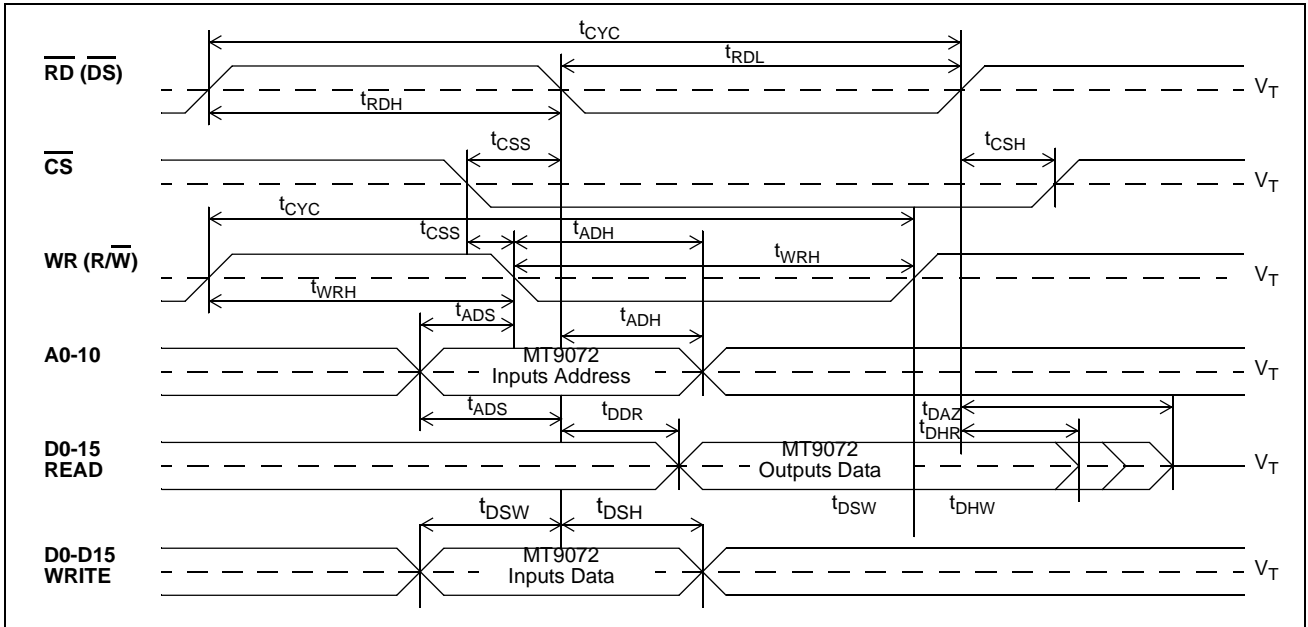 tCYC
RD (DS)
tRDL
VT
tRDH
tCSS
tCSH
CS
VT
tCYC
tCSS
tADH
WR (R/W)
tWRH
VT
tWRH
tADS
tADH
A0-10
MT9072
Inputs Address
VT
tADS
tDDR
tDAZ
tDHR
D0-15
READ
MT9072
Outputs Data
VT
tDSW
tDHW
tDSW
tDSH
D0-D15
WRITE
MT9072
Inputs Data
VT